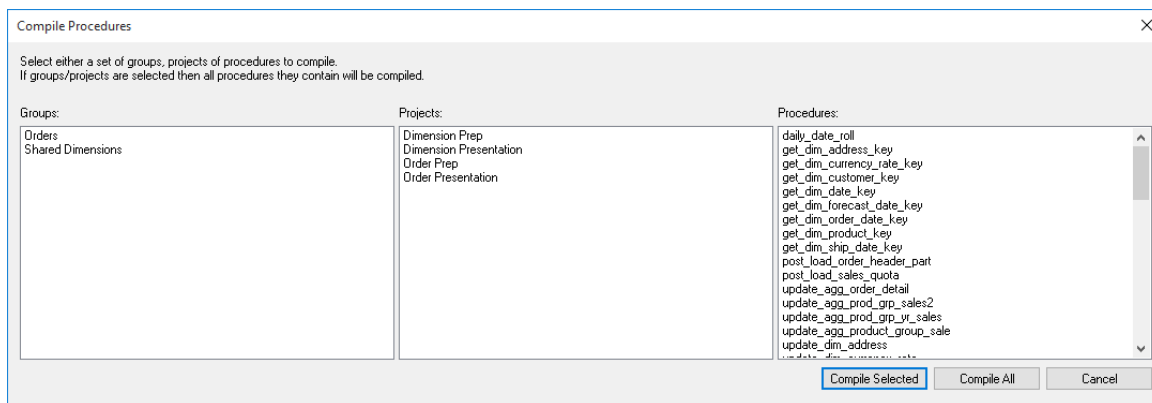 Compile Procedures
Select either a set of groups, projects of procedures to compile.
If groups/projects are selected then all procedures they contain will be compiled.
Groups:
Orders
Shared Dimensions
Projects:
Dimension Prep
Dimension Presentation
Order Prep
Order Presentation
Procedures:
daily_date_roll
get_dim_address_key
get_dim_currency_rate_key
get_dim_customer_key
get_dim_date_key
get_dim_forecast_date_key
get_dim_order_date_key
get_dim_product_key
get_dim_ship_date_key
post_load_order_header_part
post_load_sales_quota
update_agg_order_detail
update_agg_prod_grp_sales2
update_agg_prod_grp_yr_sales
update_agg_product_group_sale
update_dim_address
Compile Selected
Compile All
Cancel